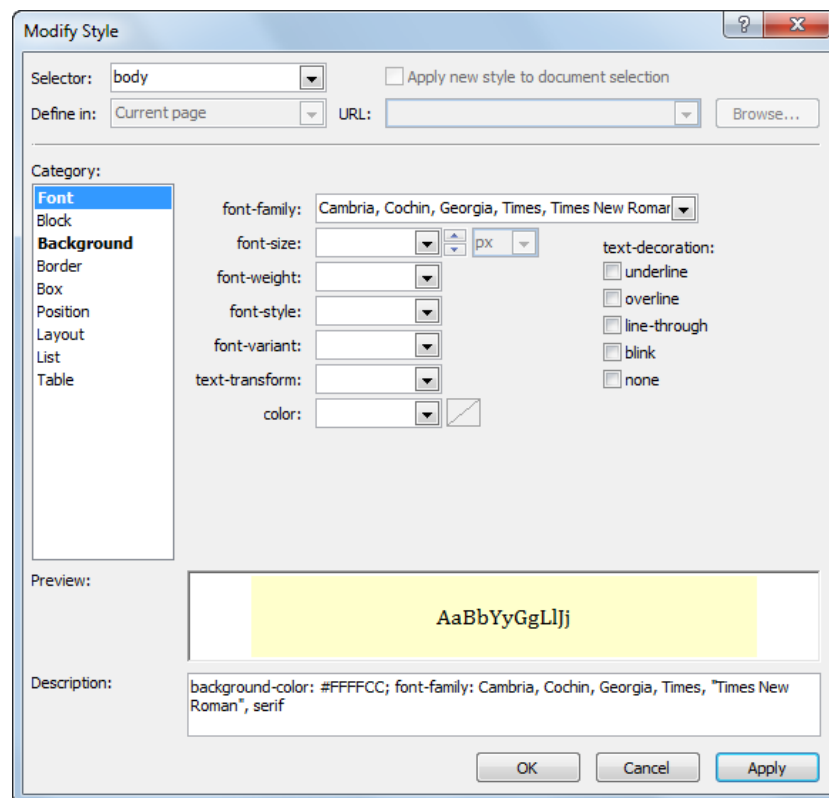 Modify Style
Selector: body Apply new style to document selection
Define in: Current page URL: Browse...
Category:
Font
Block
Background
Border
Box
Position
Layout
List
Table
font-family: Cambria, Cochin, Georgia, Times, Times New Roman
font-size: px
font-weight:
font-style:
font-variant:
text-transform:
color:
text-decoration:
underline
overline
line-through
blink
none
Preview:
AaBbYyGgLlJj
Description:
background-color: #FFFFCC; font-family: Cambria, Cochin, Georgia, Times, "Times New
Roman", serif
OK Cancel Apply